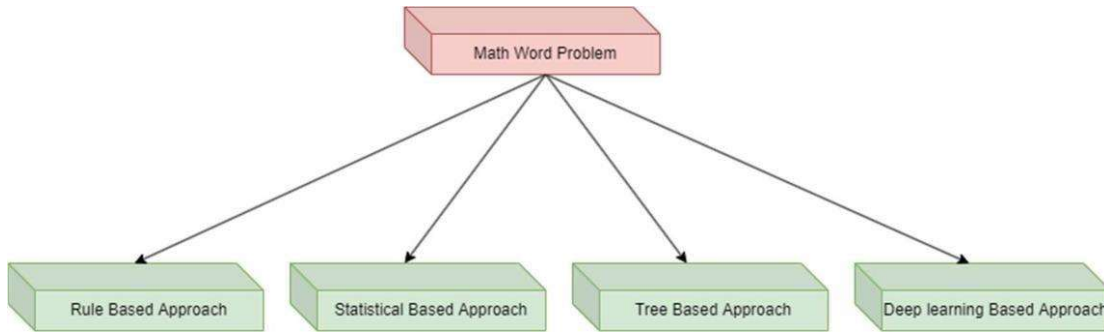 Math Word Problem
Rule Based Approach
Statistical Based Approach
Tree Based Approach
Deep learning Based Approach